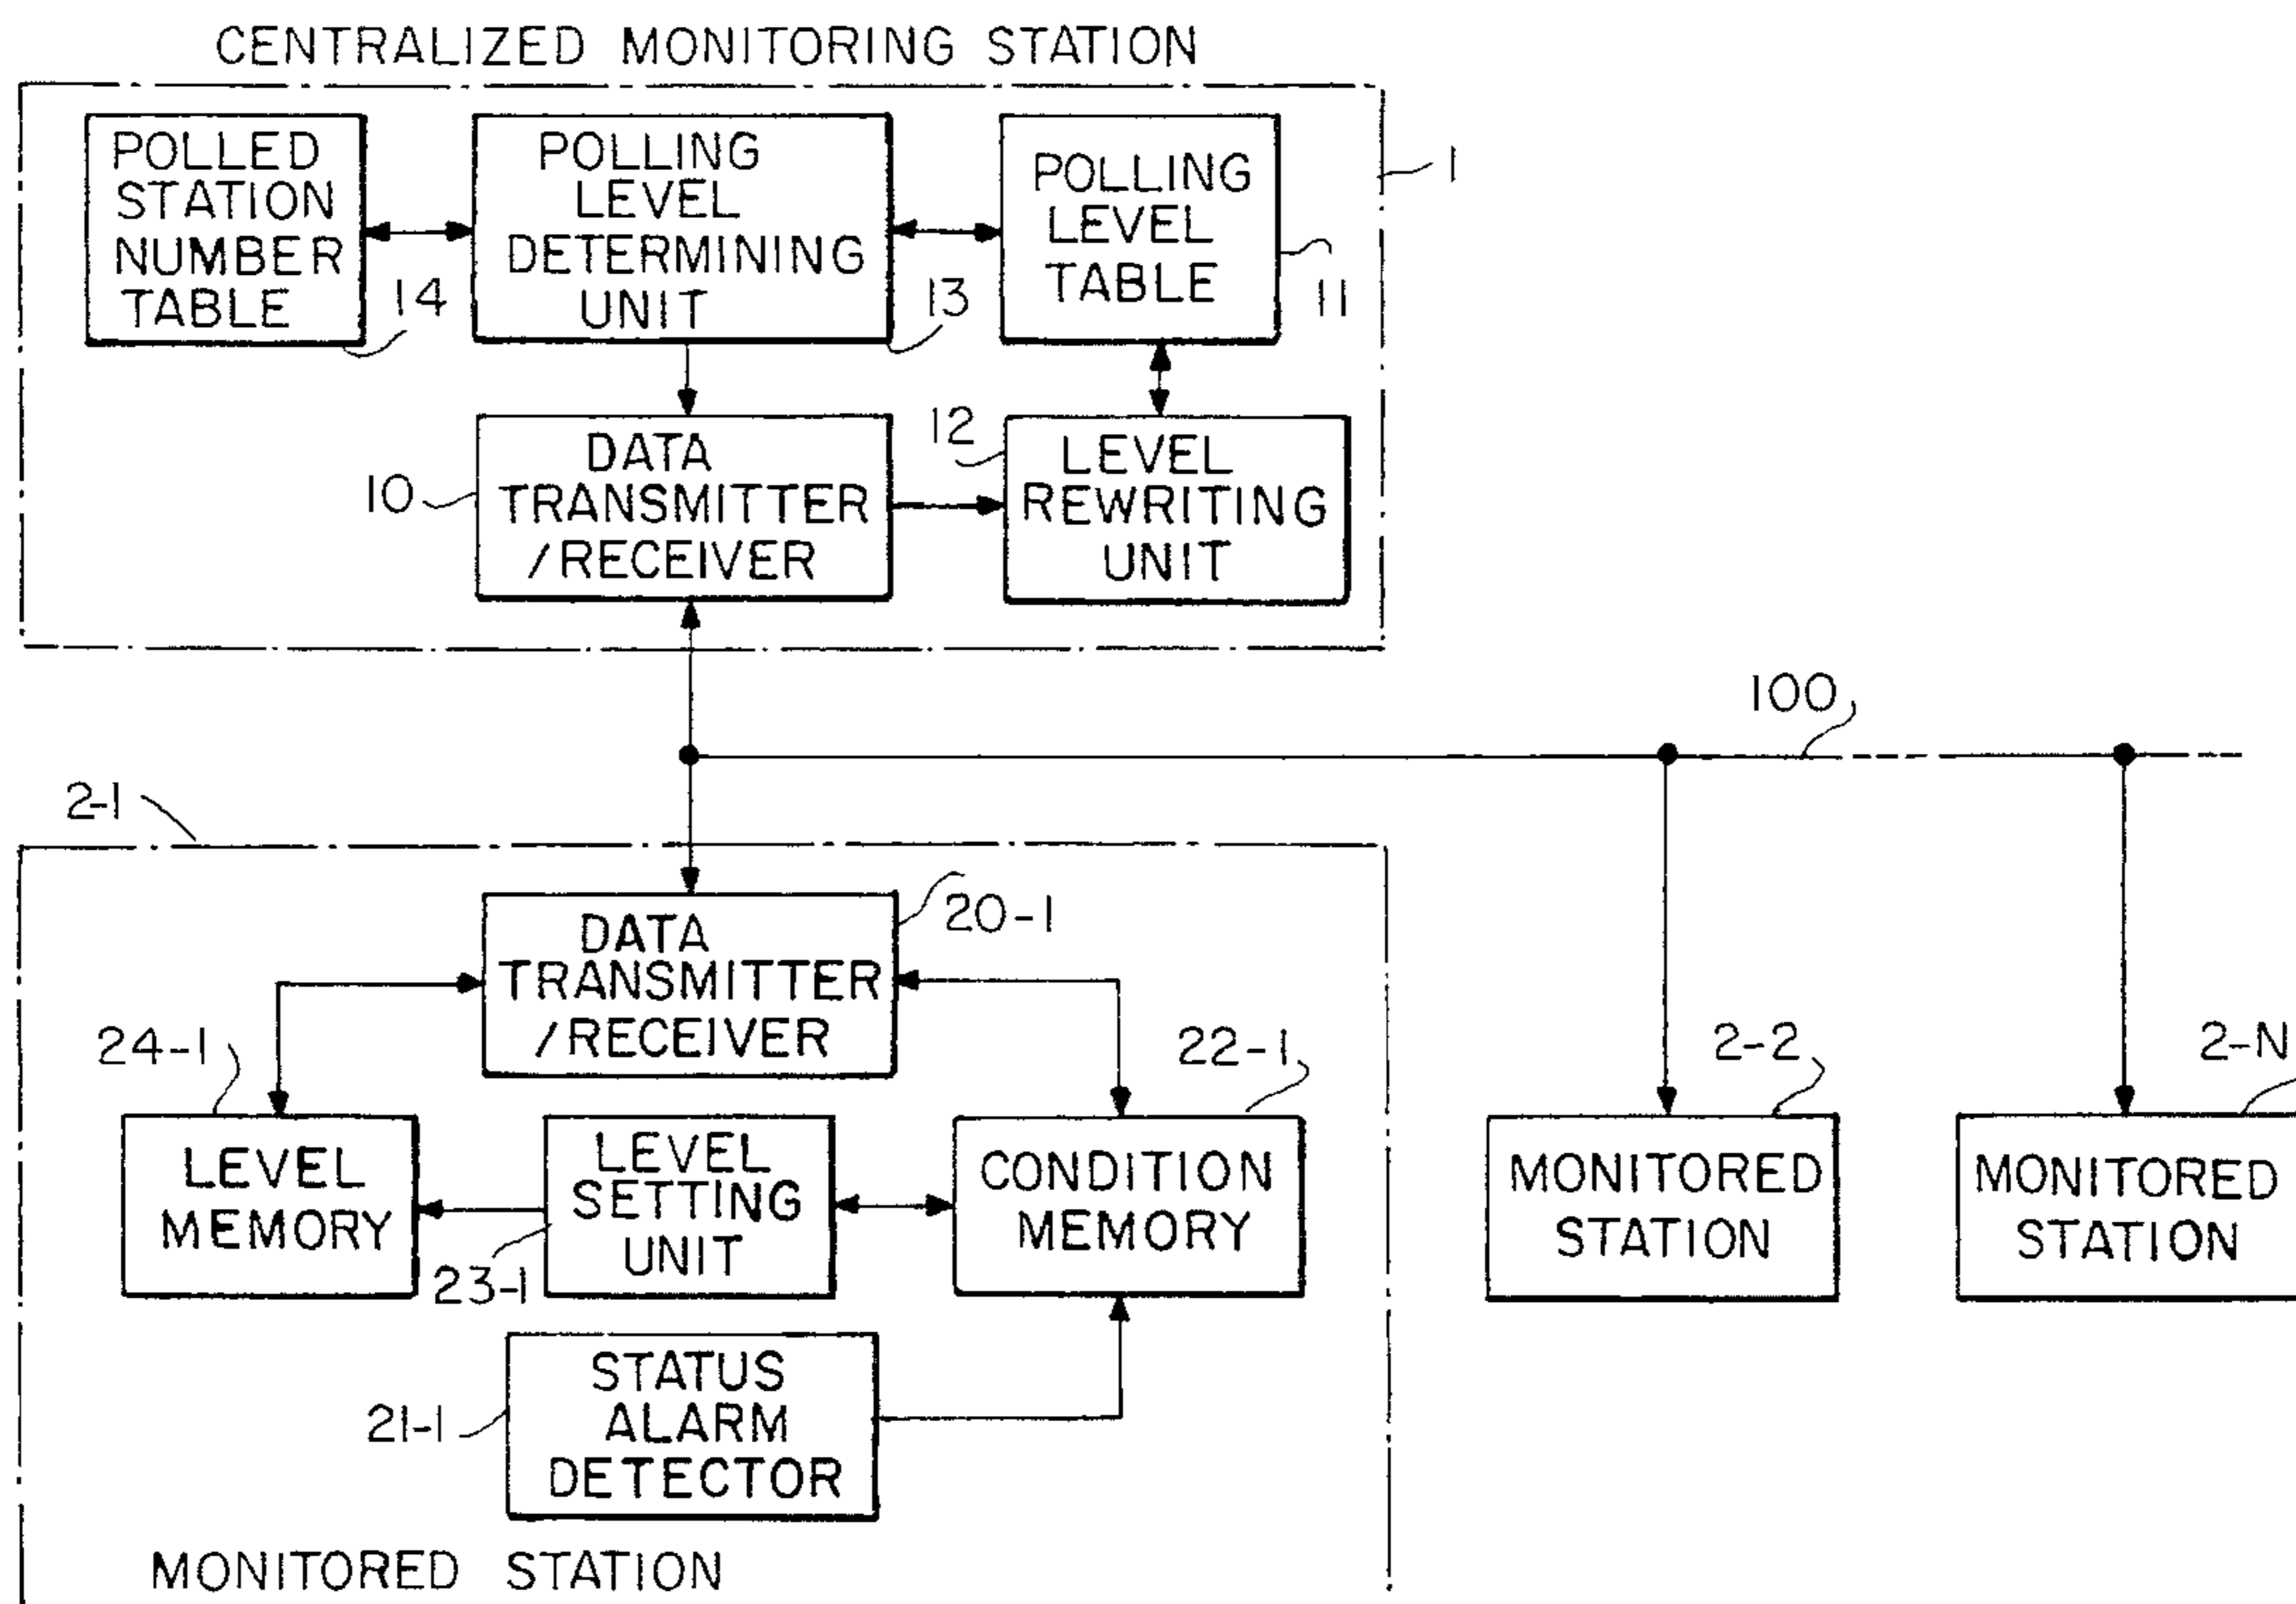 CENTRALIZED MONITORING STATION
POLLED
STATION
NUMBER
TABLE
14
POLLING
LEVEL
DETERMINING
UNIT
13
POLLING
LEVEL
TABLE
11
1
10
DATA
TRANSMITTER
/RECEIVER
12
LEVEL
REWRITING
UNIT
100
2-1
DATA
TRANSMITTER
/RECEIVER
20-1
24-1
LEVEL
MEMORY
LEVEL
SETTING
UNIT
23-1
22-1
CONDITION
MEMORY
STATUS
ALARM
DETECTOR
21-1
MONITORED STATION
2-2
MONITORED
STATION
2-N
MONITORED
STATION